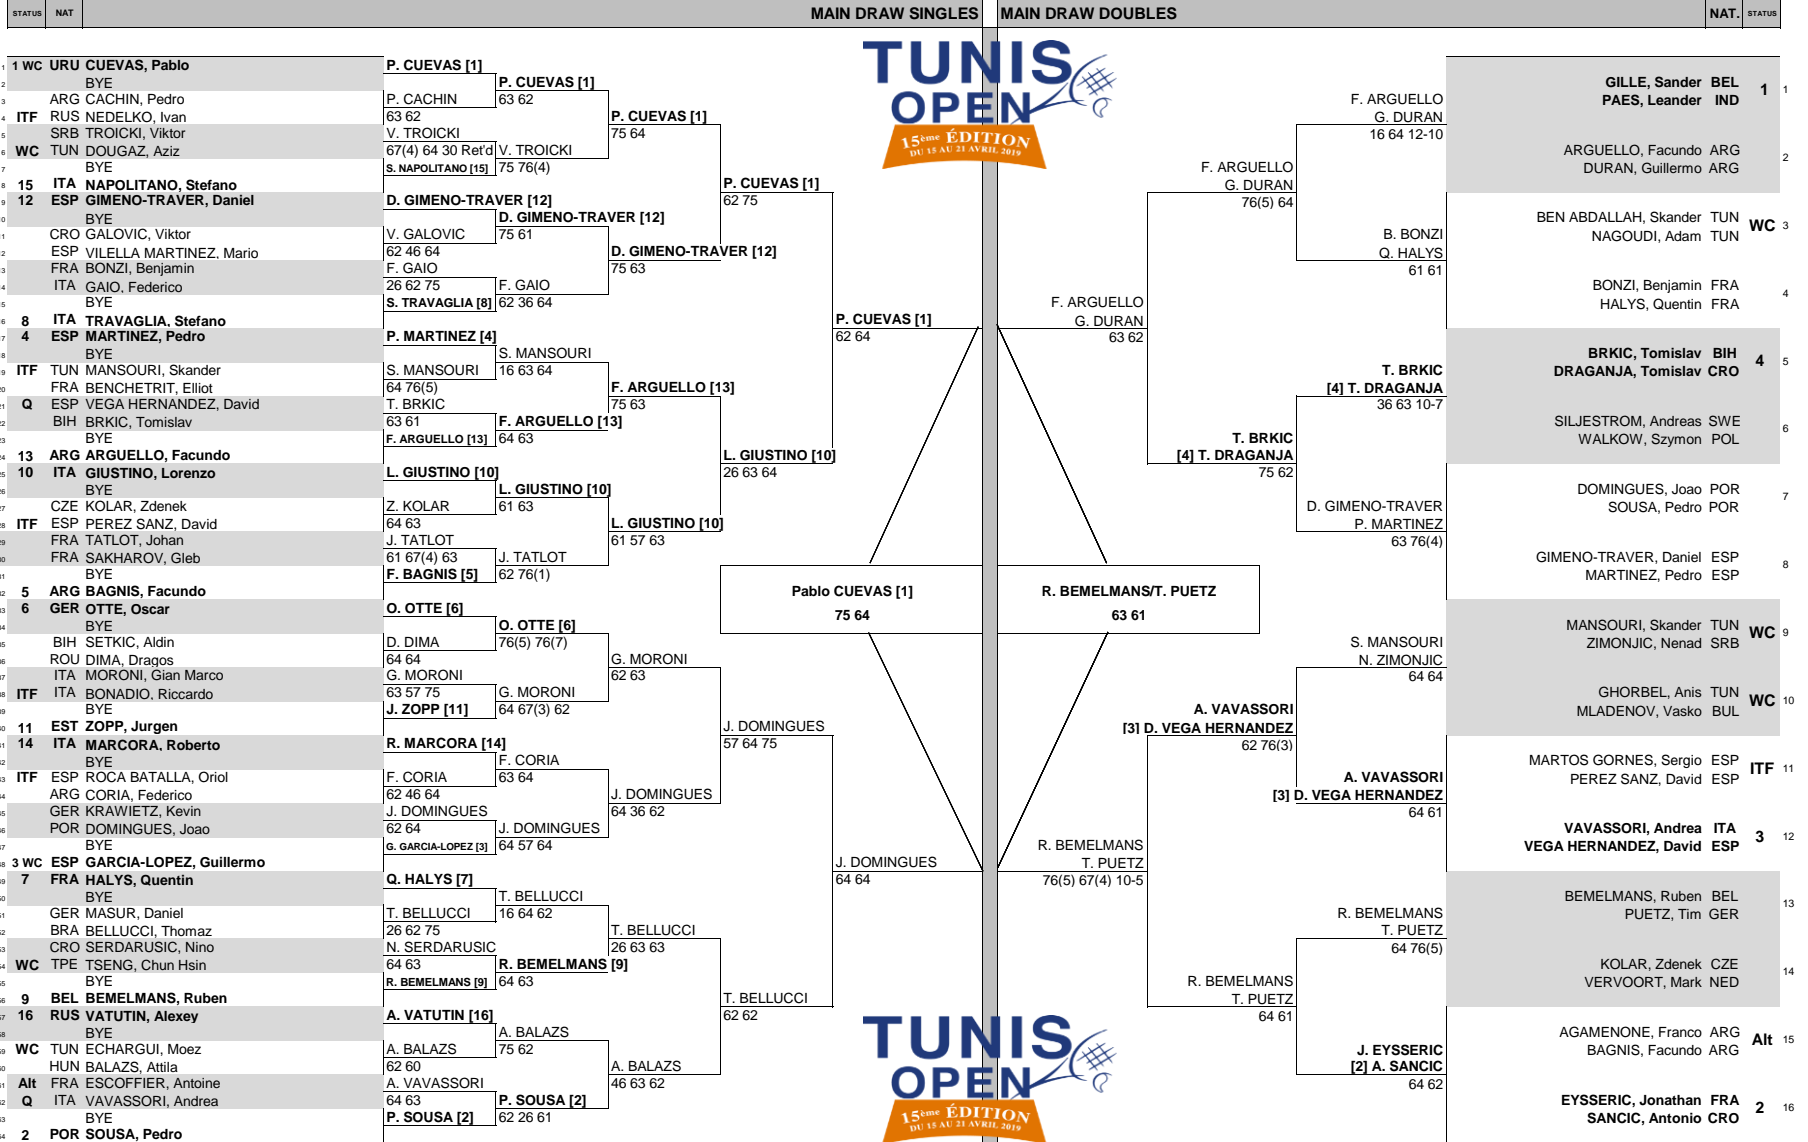 STATUS NAT MAIN DRAW SINGLES MAIN DRAW DOUBLES NAT. STATUS
TUNIS
OPEN
15ème ÉDITION
DU 15 AU 21 AVRIL 2019
1 WC URU CUEVAS, Pablo
BYE
ARG CACHIN, Pedro
ITF RUS NEDELKO, Ivan
SRB TROICKI, Viktor
WC TUN DOUGAZ, Aziz
BYE
15 ITA NAPOLITANO, Stefano
12 ESP GIMENO-TRAVER, Daniel
BYE
CRO GALOVIC, Viktor
ESP VILELLA MARTINEZ, Mario
FRA BONZI, Benjamin
ITA GAIO, Federico
BYE
8 ITA TRAVAGLIA, Stefano
4 ESP MARTINEZ, Pedro
BYE
ITF TUN MANSOURI, Skander
FRA BENCHETRIT, Elliot
Q ESP VEGA HERNANDEZ, David
BIH BRKIC, Tomislav
BYE
13 ARG ARGUELLO, Facundo
10 ITA GIUSTINO, Lorenzo
BYE
CZE KOLAR, Zdenek
ITF ESP PEREZ SANZ, David
FRA TATLOT, Johan
FRA SAKHAROV, Gleb
BYE
5 ARG BAGNIS, Facundo
6 GER OTTE, Oscar
BYE
BIH SETKIC, Aldin
ROU DIMA, Dragos
ITA MORONI, Gian Marco
ITF ITA BONADIO, Riccardo
BYE
11 EST ZOPP, Jurgen
14 ITA MARCORA, Roberto
BYE
ITF ESP ROCA BATALLA, Oriol
ARG CORIA, Federico
GER KRAWIETZ, Kevin
POR DOMINGUES, Joao
BYE
3 WC ESP GARCIA-LOPEZ, Guillermo
7 FRA HALYS, Quentin
BYE
GER MASUR, Daniel
BRA BELLUCCI, Thomaz
CRO SERDARUSIC, Nino
WC TPE TSENG, Chun Hsin
BYE
9 BEL BEMELMANS, Ruben
16 RUS VATUTIN, Alexey
BYE
WC TUN ECHARGUI, Moez
HUN BALAZS, Attila
Alt FRA ESCOFFIER, Antoine
Q ITA VAVASSORI, Andrea
BYE
2 POR SOUSA, Pedro
P. CUEVAS [1]
P. CACHIN
63 62
V. TROICKI
67(4) 64 30 Ret'd
S. NAPOLITANO [15]
D. GIMENO-TRAVER [12]
V. GALOVIC
62 46 64
F. GAIO
26 62 75
S. TRAVAGLIA [8]
P. MARTINEZ [4]
S. MANSOURI
64 76(5)
T. BRKIC
63 61
F. ARGUELLO [13]
L. GIUSTINO [10]
Z. KOLAR
64 63
J. TATLOT
61 67(4) 63
F. BAGNIS [5]
O. OTTE [6]
D. DIMA
64 64
G. MORONI
63 57 75
J. ZOPP [11]
R. MARCORA [14]
F. CORIA
62 46 64
J. DOMINGUES
62 64
G. GARCIA-LOPEZ [3]
Q. HALYS [7]
T. BELLUCCI
26 62 75
N. SERDARUSIC
64 63
R. BEMELMANS [9]
A. VATUTIN [16]
A. BALAZS
62 60
A. VAVASSORI
64 63
P. SOUSA [2]
P. CUEVAS [1]
63 62
V. TROICKI
75 76(4)
D. GIMENO-TRAVER [12]
75 61
F. GAIO
62 36 64
S. MANSOURI
16 63 64
F. ARGUELLO [13]
64 63
L. GIUSTINO [10]
61 63
J. TATLOT
62 76(1)
O. OTTE [6]
76(5) 76(7)
G. MORONI
64 67(3) 62
F. CORIA
63 64
J. DOMINGUES
64 57 64
T. BELLUCCI
16 64 62
R. BEMELMANS [9]
64 63
A. BALAZS
75 62
P. SOUSA [2]
62 26 61
P. CUEVAS [1]
75 64
D. GIMENO-TRAVER [12]
75 63
F. ARGUELLO [13]
75 63
L. GIUSTINO [10]
61 57 63
G. MORONI
62 63
J. DOMINGUES
64 36 62
T. BELLUCCI
26 63 63
A. BALAZS
46 63 62
P. CUEVAS [1]
62 75
L. GIUSTINO [10]
26 63 64
J. DOMINGUES
57 64 75
T. BELLUCCI
62 62
P. CUEVAS [1]
62 64
J. DOMINGUES
64 64
Pablo CUEVAS [1]
75 64
R. BEMELMANS/T. PUETZ
63 61
F. ARGUELLO
G. DURAN
63 62
R. BEMELMANS
T. PUETZ
76(5) 67(4) 10-5
F. ARGUELLO
G. DURAN
76(5) 64
T. BRKIC
[4] T. DRAGANJA
75 62
A. VAVASSORI
[3] D. VEGA HERNANDEZ
62 76(3)
R. BEMELMANS
T. PUETZ
64 61
F. ARGUELLO
G. DURAN
16 64 12-10
B. BONZI
Q. HALYS
61 61
T. BRKIC
[4] T. DRAGANJA
36 63 10-7
D. GIMENO-TRAVER
P. MARTINEZ
63 76(4)
S. MANSOURI
N. ZIMONJIC
64 64
A. VAVASSORI
[3] D. VEGA HERNANDEZ
64 61
R. BEMELMANS
T. PUETZ
64 76(5)
J. EYSSERIC
[2] A. SANCIC
64 62
GILLE, Sander BEL
PAES, Leander IND
1 1
ARGUELLO, Facundo ARG
DURAN, Guillermo ARG
2
BEN ABDALLAH, Skander TUN
NAGOUDI, Adam TUN
WC 3
BONZI, Benjamin FRA
HALYS, Quentin FRA
4
BRKIC, Tomislav BIH
DRAGANJA, Tomislav CRO
4 5
SILJESTROM, Andreas SWE
WALKOW, Szymon POL
6
DOMINGUES, Joao POR
SOUSA, Pedro POR
7
GIMENO-TRAVER, Daniel ESP
MARTINEZ, Pedro ESP
8
MANSOURI, Skander TUN
ZIMONJIC, Nenad SRB
WC 9
GHORBEL, Anis TUN
MLADENOV, Vasko BUL
WC 10
MARTOS GORNES, Sergio ESP
PEREZ SANZ, David ESP
ITF 11
VAVASSORI, Andrea ITA
VEGA HERNANDEZ, David ESP
3 12
BEMELMANS, Ruben BEL
PUETZ, Tim GER
13
KOLAR, Zdenek CZE
VERVOORT, Mark NED
14
AGAMENONE, Franco ARG
BAGNIS, Facundo ARG
Alt 15
EYSSERIC, Jonathan FRA
SANCIC, Antonio CRO
2 16
TUNIS
OPEN
15ème ÉDITION
DU 15 AU 21 AVRIL 2019